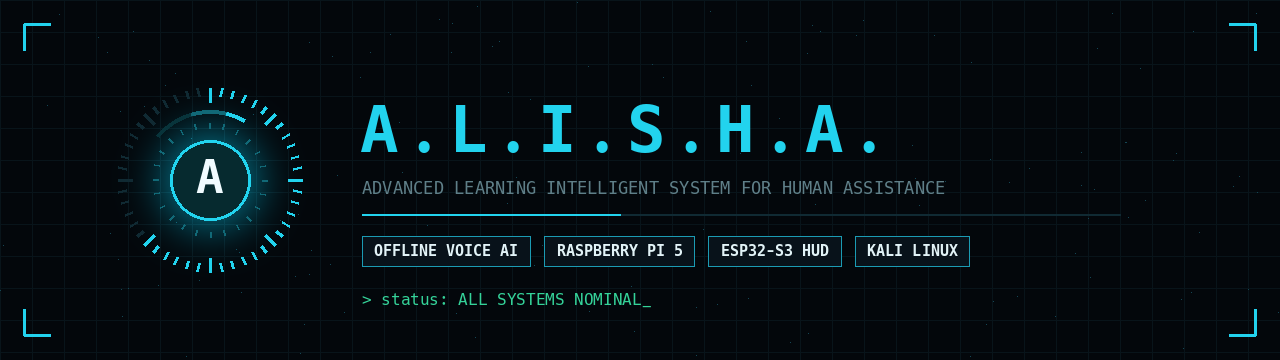 A
A.L.I.S.H.A.
ADVANCED LEARNING INTELLIGENT SYSTEM FOR HUMAN ASSISTANCE
OFFLINE VOICE AI
RASPBERRY PI 5
ESP32-S3 HUD
KALI LINUX
> status: ALL SYSTEMS NOMINAL_